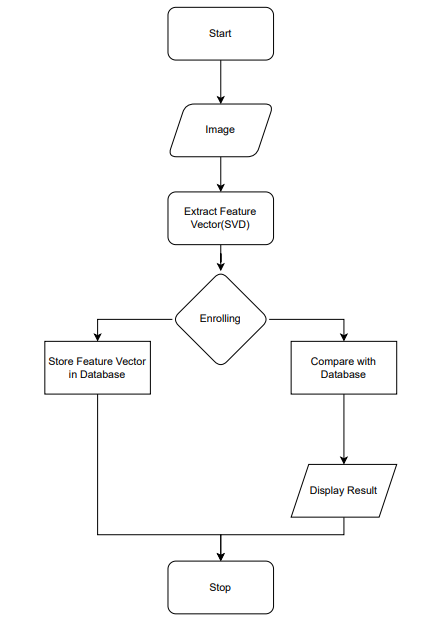 Start
Image
Extract Feature
Vector(SVD)
Enrolling
Store Feature Vector
in Database
Compare with
Database
Display Result
Stop